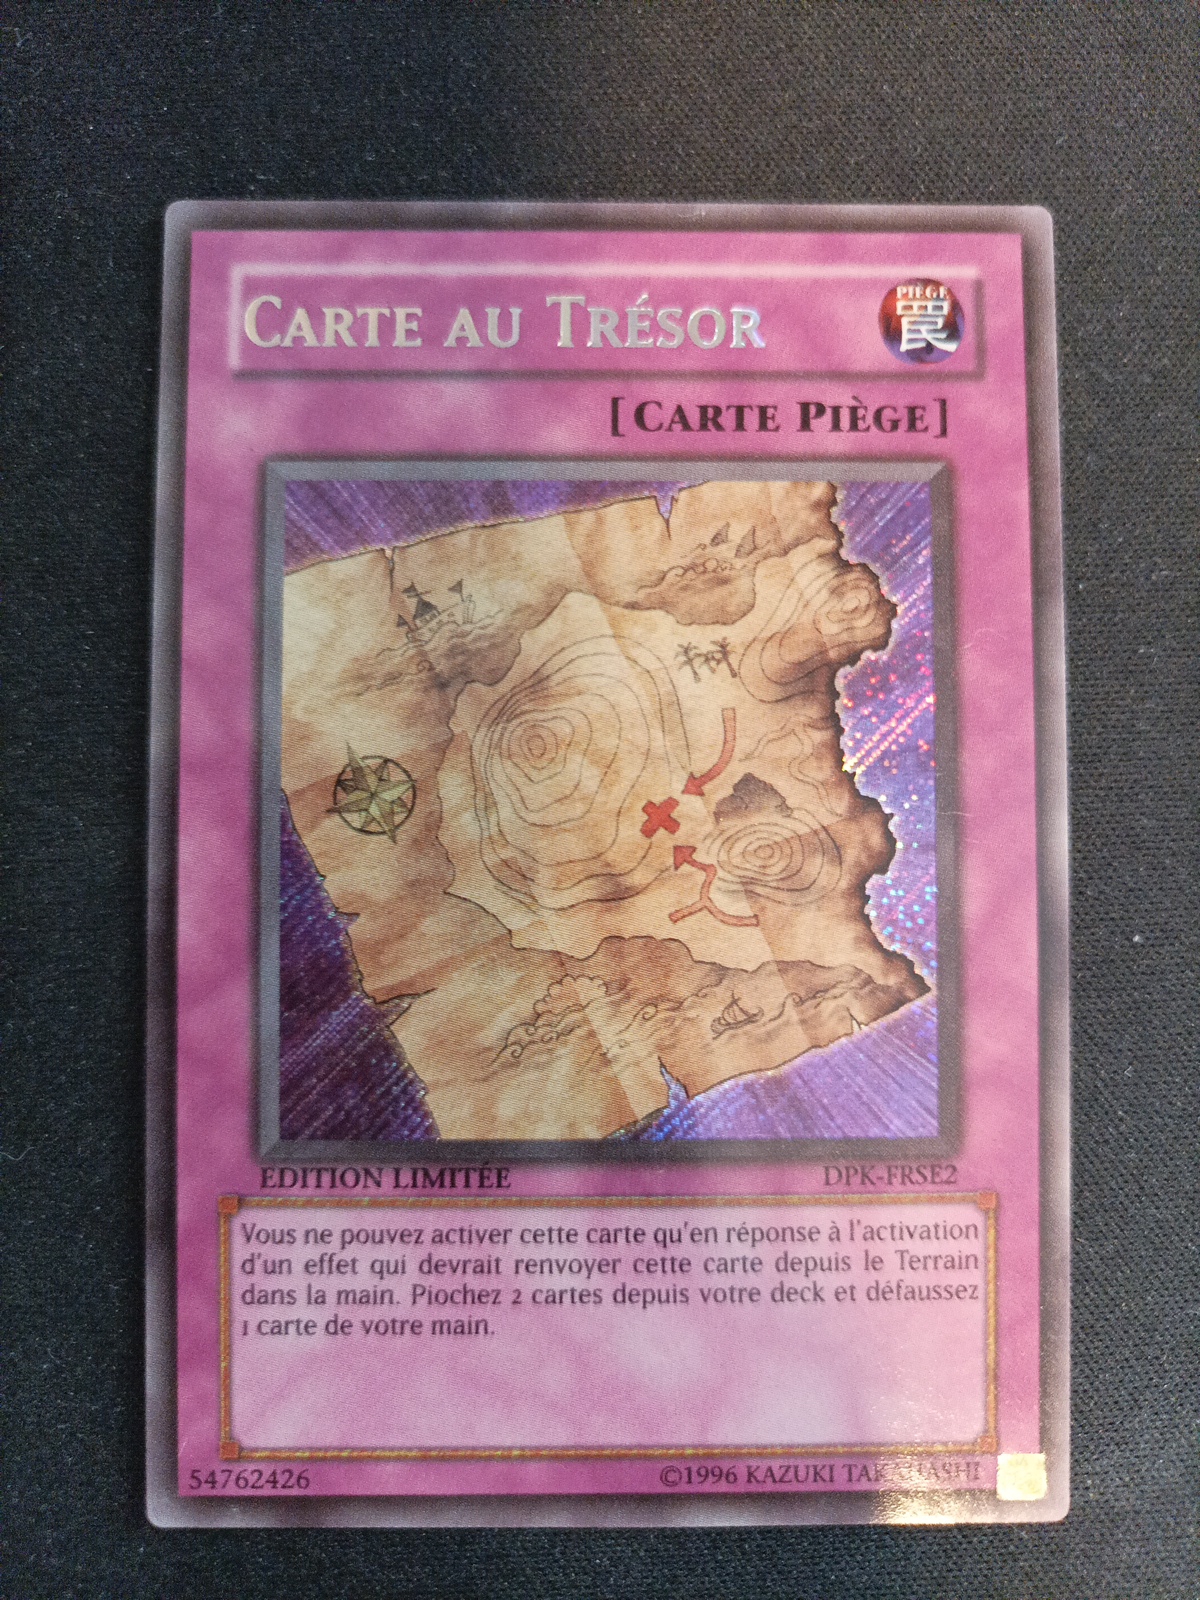 CARTE AU TRÉSOR
PIÈGE
罠
[CARTE PIÈGE]
EDITION LIMITÉE
DPK-FRSE2
Vous ne pouvez activer cette carte qu'en réponse à l'activation
d'un effet qui devrait renvoyer cette carte depuis le Terrain
dans la main. Piochez 2 cartes depuis votre deck et défaussez
1 carte de votre main.
54762426
©1996 KAZUKI TAKAHASHI